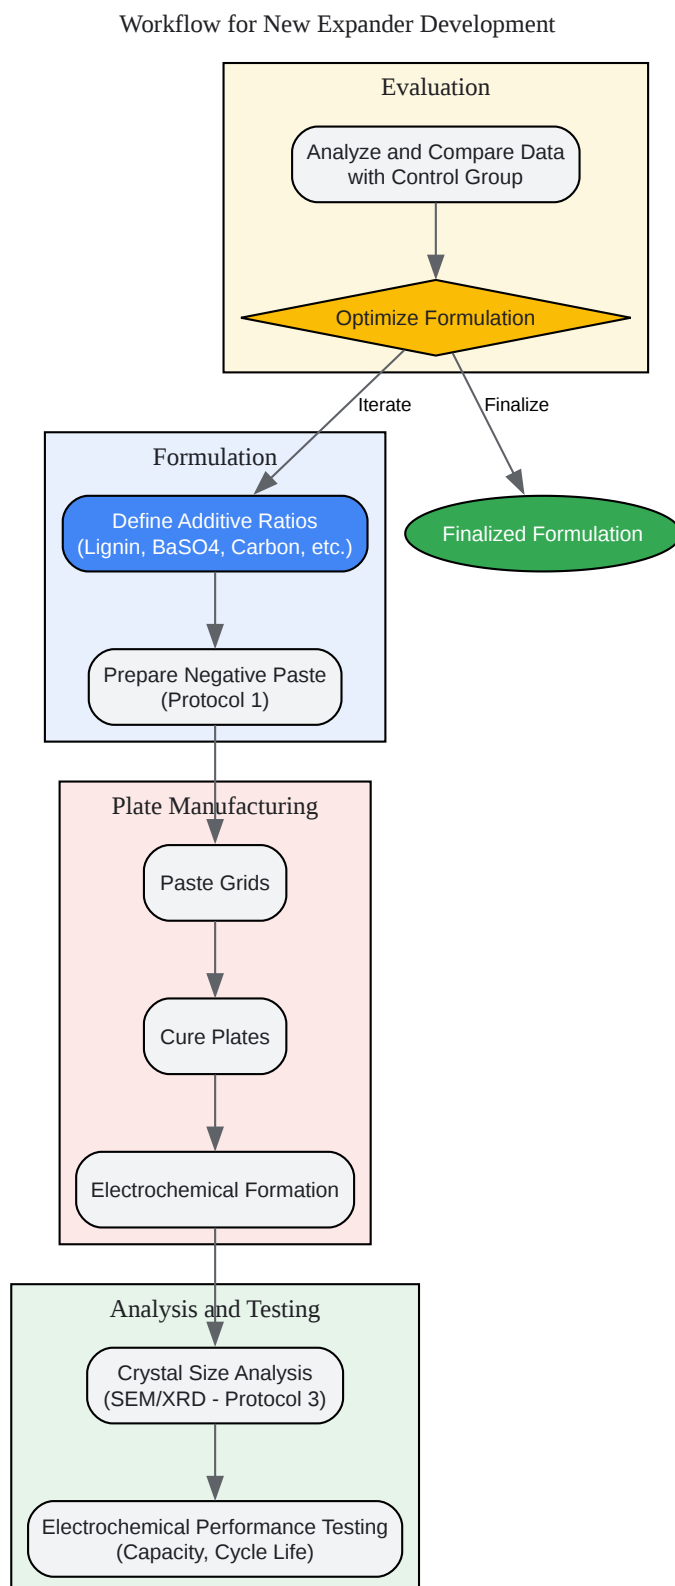 Workflow for New Expander Development
Evaluation
Analyze and Compare Data
with Control Group
Optimize Formulation
Iterate
Finalize
Formulation
Define Additive Ratios
(Lignin, BaSO4, Carbon, etc.)
Finalized Formulation
Prepare Negative Paste
(Protocol 1)
Plate Manufacturing
Paste Grids
Cure Plates
Electrochemical Formation
Analysis and Testing
Crystal Size Analysis
(SEM/XRD - Protocol 3)
Electrochemical Performance Testing
(Capacity, Cycle Life)